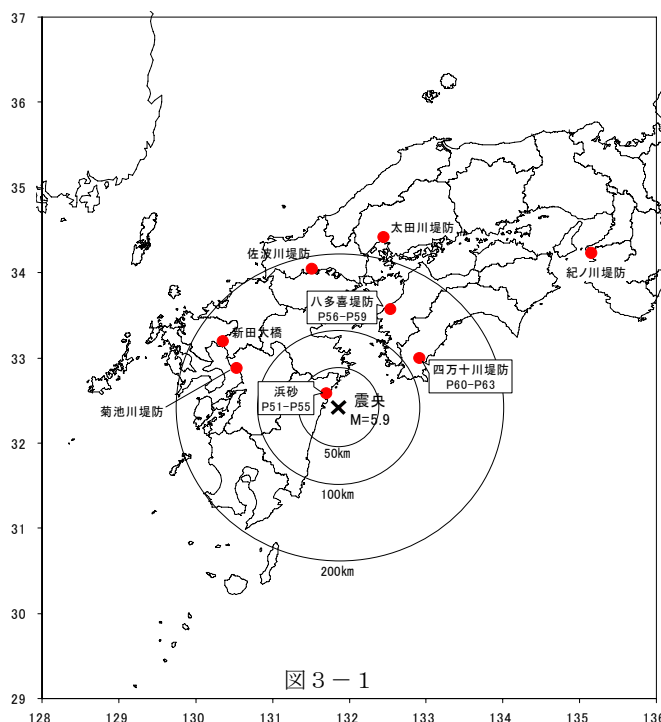 37
36
35
34
33
32
31
30
29
128
129
130
131
132
133
134
135
136
太田川堤防
佐波川堤防
紀ノ川堤防
八多喜堤防
P56-P59
新田大橋
四万十川堤防
P60-P63
菊池川堤防
浜砂
P51-P55
震央
M=5.9
50km
100km
200km
図3-1